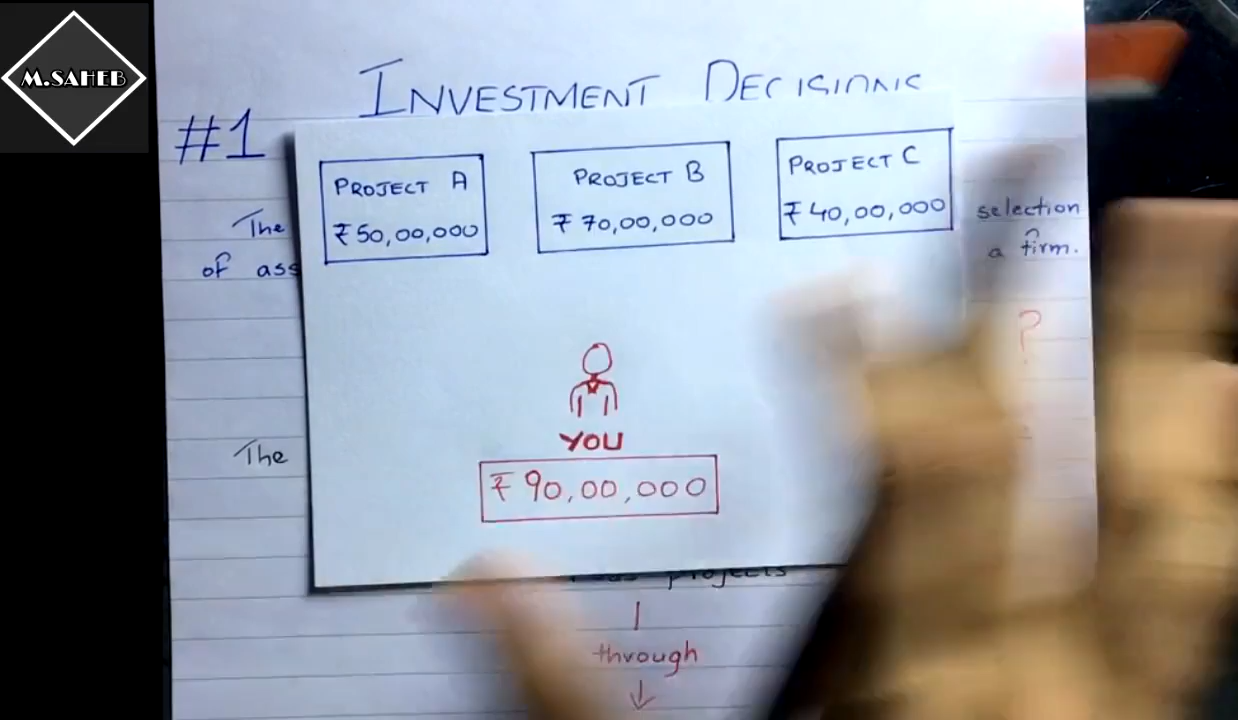 M.SAHEB
INVESTMENT DECISIONS
#1
PROJECT A
₹50,00,000
PROJECT B
₹ 70,00,000
PROJECT C
₹ 40,00,000
The
selection
of ass
a firm.
?
YOU
₹ 90,00,000
The
projects
through